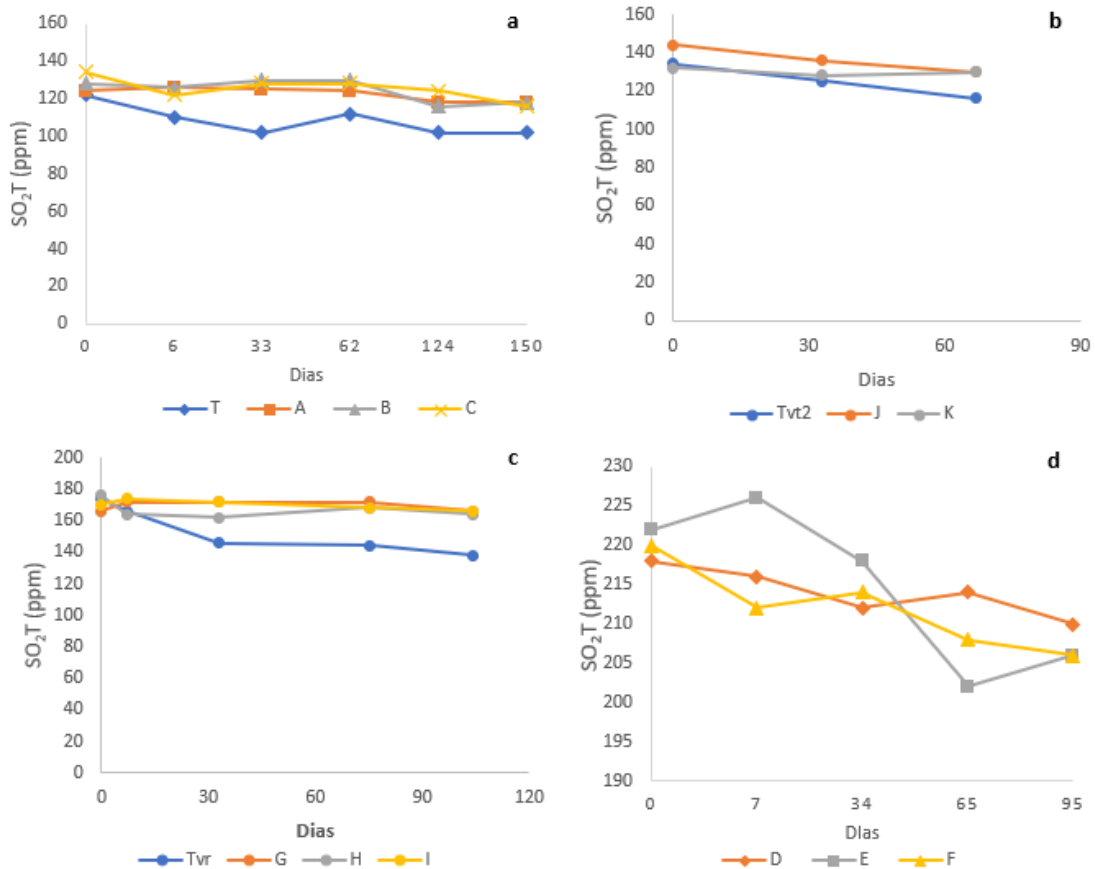 a
160
140
120
100
80
60
40
20
0
SO₂T (ppm)
0 6 33 62 124 150
Dias
T A B C
b
160
140
120
100
80
60
40
20
0
SO₂T (ppm)
0 30 60 90
Dias
Tvt2 J K
c
200
180
160
140
120
100
80
60
40
20
0
SO₂T (ppm)
0 30 60 90 120
Dias
Tvr G H I
d
230
225
220
215
210
205
200
195
190
SO₂T (ppm)
0 7 34 65 95
DIas
D E F